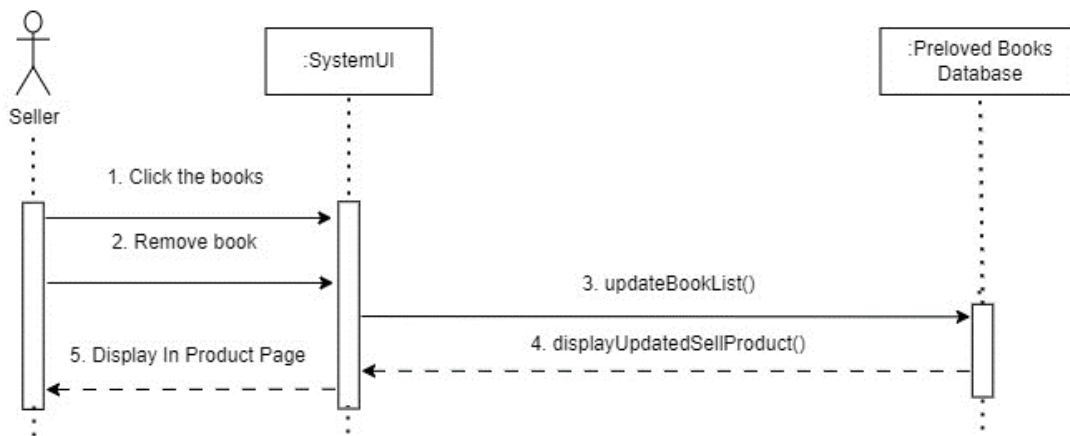 :SystemUI
:Preloved Books
Database
Seller
1. Click the books
2. Remove book
3. updateBookList()
4. displayUpdatedSellProduct()
5. Display In Product Page